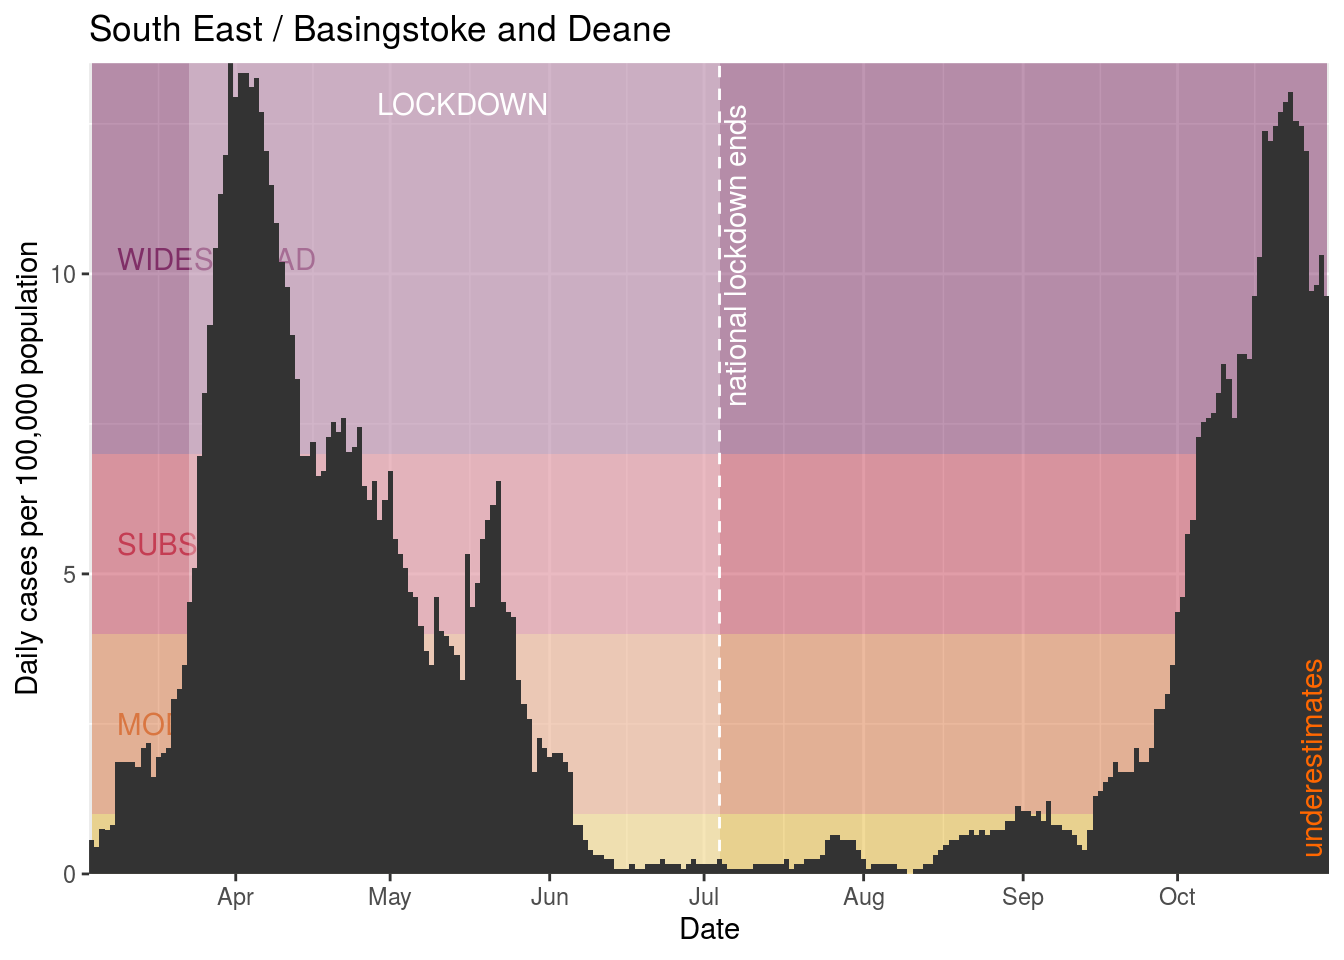 South East / Basingstoke and Deane
LOCKDOWN
national lockdown ends
10
5
0
Daily cases per 100,000 population
underestimates
Apr May Jun Jul Aug Sep Oct
Date